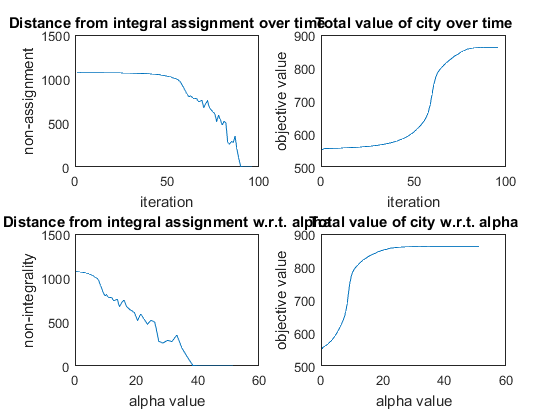 Distance from integral assignment over time
1500
1000
500
0
non-assignment
0 50 100
iteration
Total value of city over time
900
800
700
600
500
objective value
0 50 100
iteration
Distance from integral assignment w.r.t. alpha
1500
1000
500
0
non-integrality
0 20 40 60
alpha value
Total value of city w.r.t. alpha
900
800
700
600
500
objective value
0 20 40 60
alpha value